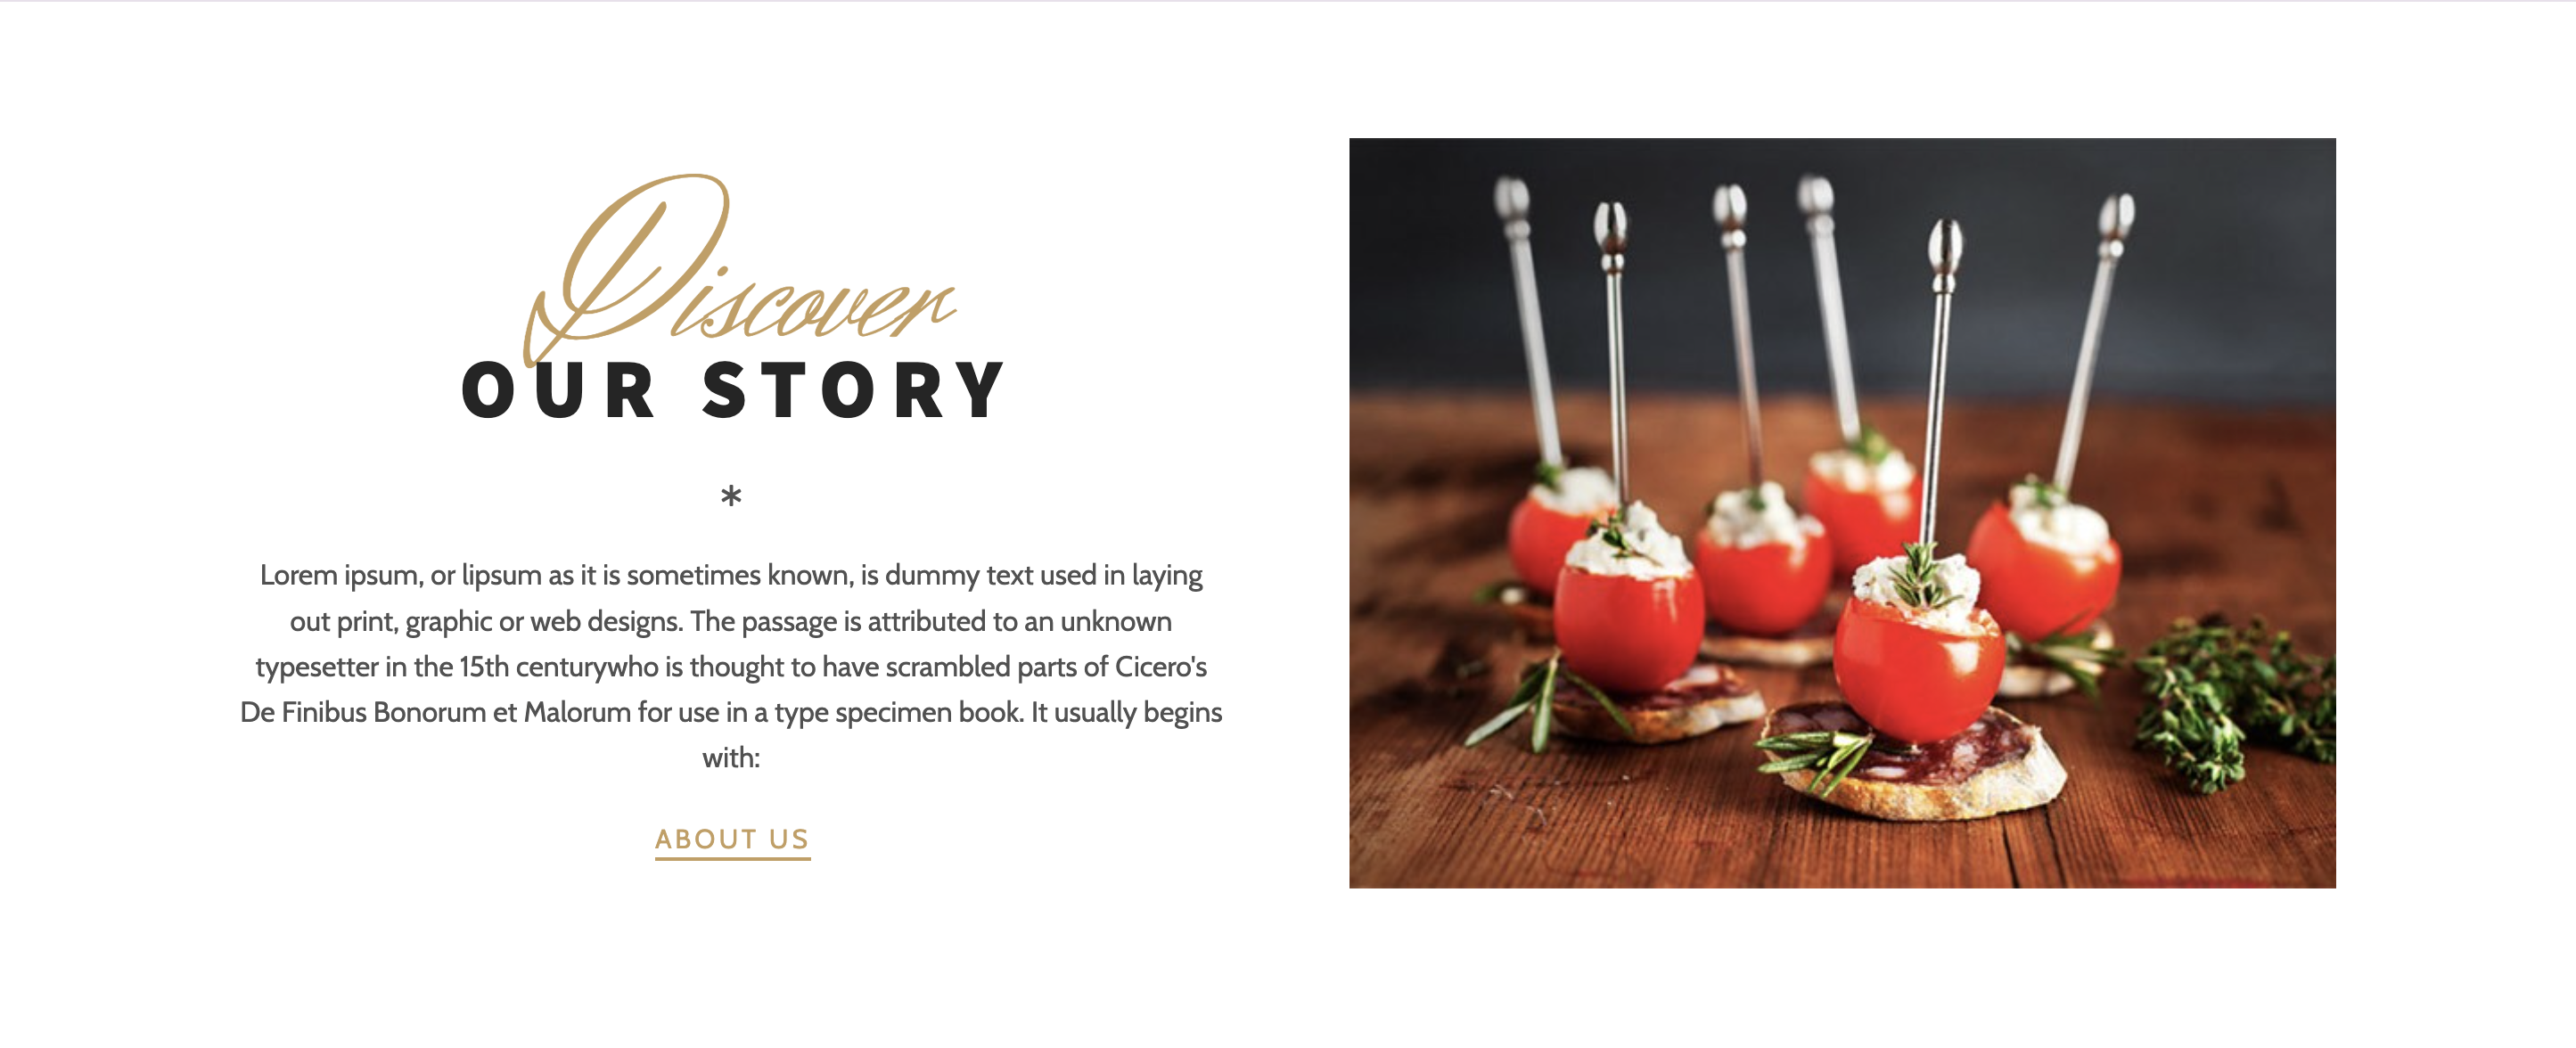 Discover
OUR STORY
*
Lorem ipsum, or lipsum as it is sometimes known, is dummy text used in laying
out print, graphic or web designs. The passage is attributed to an unknown
typesetter in the 15th centurywho is thought to have scrambled parts of Cicero's
De Finibus Bonorum et Malorum for use in a type specimen book. It usually begins
with:
ABOUT US